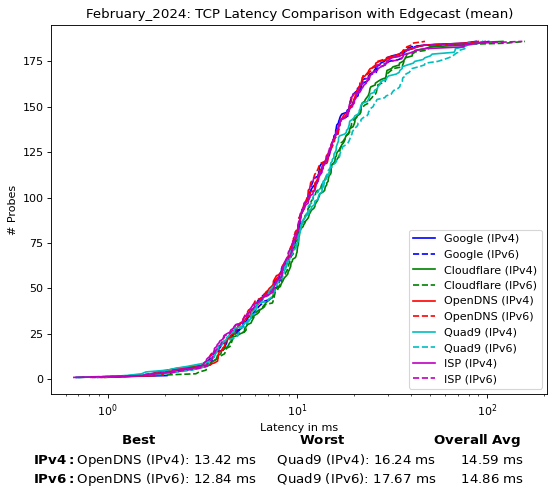 February_2024: TCP Latency Comparison with Edgecast (mean)
# Probes
175
150
125
100
75
50
25
0
Google (IPv4)
Google (IPv6)
Cloudflare (IPv4)
Cloudflare (IPv6)
OpenDNS (IPv4)
OpenDNS (IPv6)
Quad9 (IPv4)
Quad9 (IPv6)
ISP (IPv4)
ISP (IPv6)
10⁰ 10¹ 10²
Latency in ms
Best Worst Overall Avg
IPv4: OpenDNS (IPv4): 13.42 ms Quad9 (IPv4): 16.24 ms 14.59 ms
IPv6: OpenDNS (IPv6): 12.84 ms Quad9 (IPv6): 17.67 ms 14.86 ms